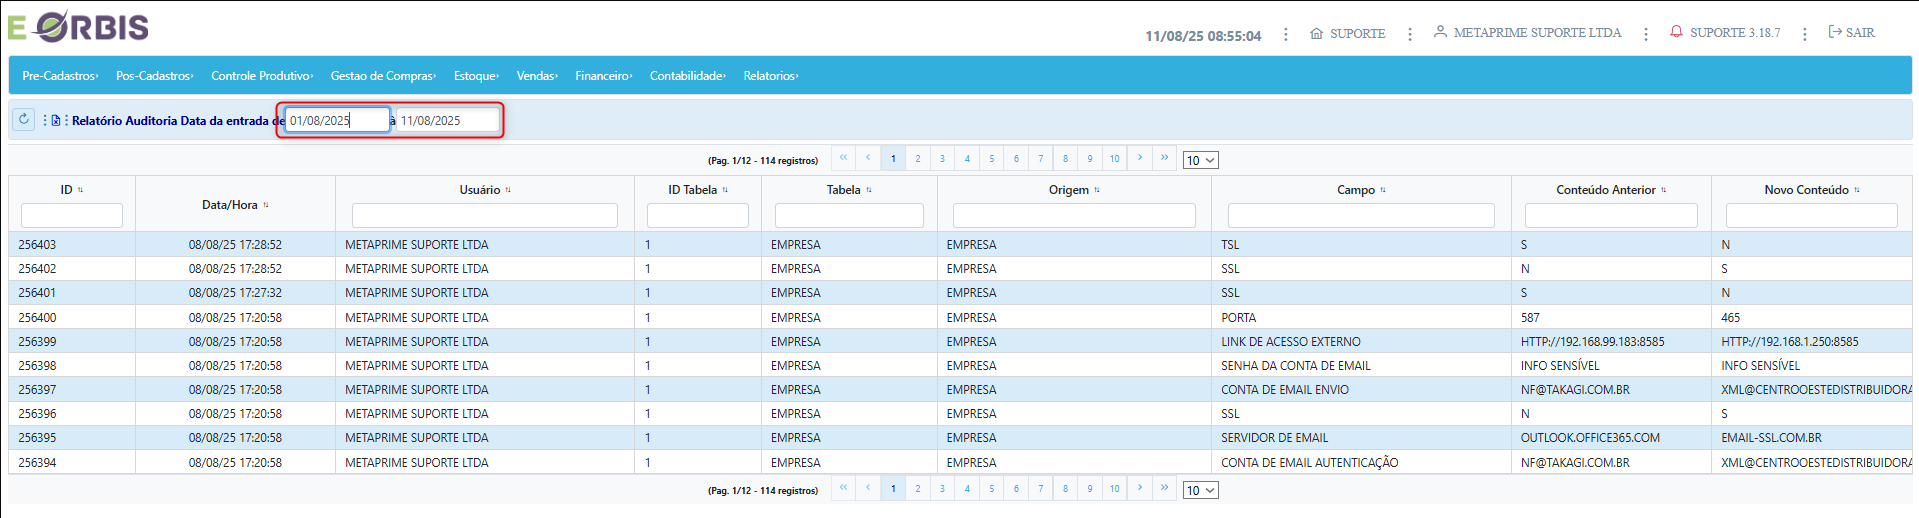 E ORBIS
11/08/25 08:55:04 SUPORTE METAPRIME SUPORTE LTDA SUPORTE 3.18.7 SAIR
Pre-Cadastros Pos-Cadastros Controle Produtivo Gestao de Compras Estoque Vendas Financeiro Contabilidade Relatorios
Relatório Auditoria Data da entrada de 01/08/2025 à 11/08/2025
(Pag. 1/12 - 114 registros) 1 2 3 4 5 6 7 8 9 10 10
ID Data/Hora Usuário ID Tabela Tabela Origem Campo Conteúdo Anterior Novo Conteúdo
256403 08/08/25 17:28:52 METAPRIME SUPORTE LTDA 1 EMPRESA EMPRESA TSL S N
256402 08/08/25 17:28:52 METAPRIME SUPORTE LTDA 1 EMPRESA EMPRESA SSL N S
256401 08/08/25 17:27:32 METAPRIME SUPORTE LTDA 1 EMPRESA EMPRESA SSL S N
256400 08/08/25 17:20:58 METAPRIME SUPORTE LTDA 1 EMPRESA EMPRESA PORTA 587 465
256399 08/08/25 17:20:58 METAPRIME SUPORTE LTDA 1 EMPRESA EMPRESA LINK DE ACESSO EXTERNO HTTP://192.168.99.183:8585 HTTP://192.168.1.250:8585
256398 08/08/25 17:20:58 METAPRIME SUPORTE LTDA 1 EMPRESA EMPRESA SENHA DA CONTA DE EMAIL INFO SENSÍVEL INFO SENSÍVEL
256397 08/08/25 17:20:58 METAPRIME SUPORTE LTDA 1 EMPRESA EMPRESA CONTA DE EMAIL ENVIO NF@TAKAGI.COM.BR XML@CENTROOESTEDISTRIBUIDORA
256396 08/08/25 17:20:58 METAPRIME SUPORTE LTDA 1 EMPRESA EMPRESA SSL N S
256395 08/08/25 17:20:58 METAPRIME SUPORTE LTDA 1 EMPRESA EMPRESA SERVIDOR DE EMAIL OUTLOOK.OFFICE365.COM EMAIL-SSL.COM.BR
256394 08/08/25 17:20:58 METAPRIME SUPORTE LTDA 1 EMPRESA EMPRESA CONTA DE EMAIL AUTENTICAÇÃO NF@TAKAGI.COM.BR XML@CENTROOESTEDISTRIBUIDORA
(Pag. 1/12 - 114 registros) 1 2 3 4 5 6 7 8 9 10 10